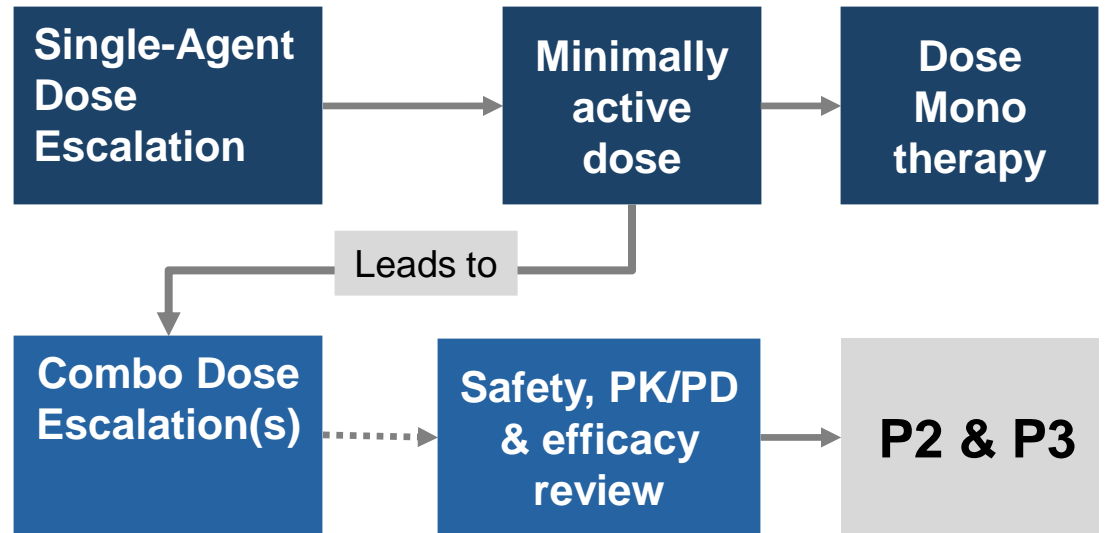 Single-Agent
Dose
Escalation
Minimally
active
dose
Dose
Mono
therapy
Leads to
Combo Dose
Escalation(s)
Safety, PK/PD
& efficacy
review
P2 & P3